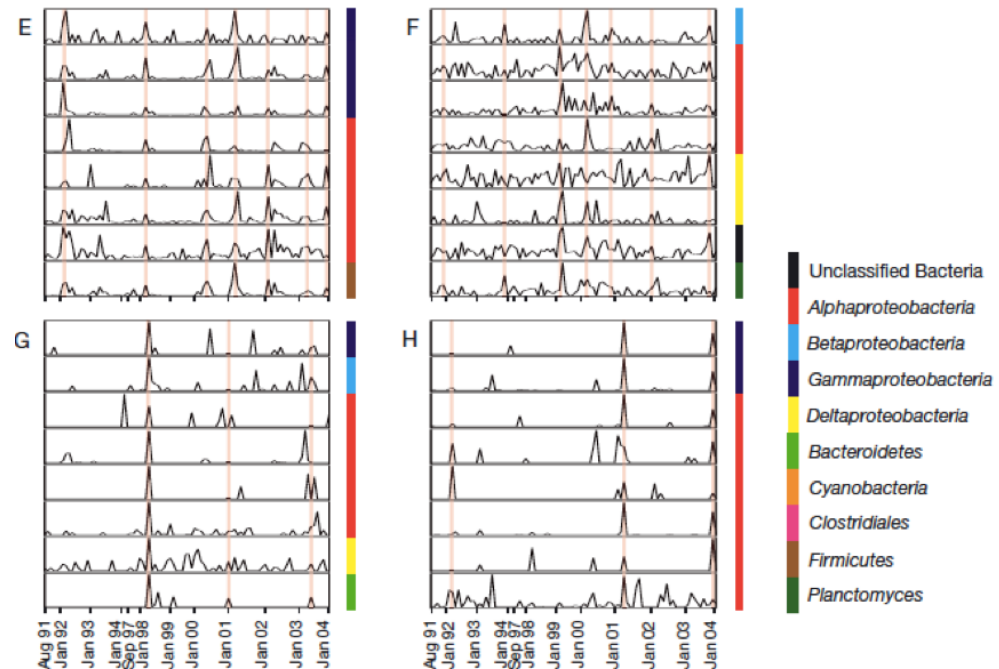 E
F
G
H
Unclassified Bacteria
Alphaproteobacteria
Betaproteobacteria
Gammaproteobacteria
Deltaproteobacteria
Bacteroidetes
Cyanobacteria
Clostridiales
Firmicutes
Planctomyces
Aug 91
Jan 92
Jan 93
Jan 94
Sep 97
Jan 98
Jan 99
Jan 00
Jan 01
Jan 02
Jan 03
Jan 04
Aug 91
Jan 92
Jan 93
Jan 94
Sep 97
Jan 98
Jan 99
Jan 00
Jan 01
Jan 02
Jan 03
Jan 04